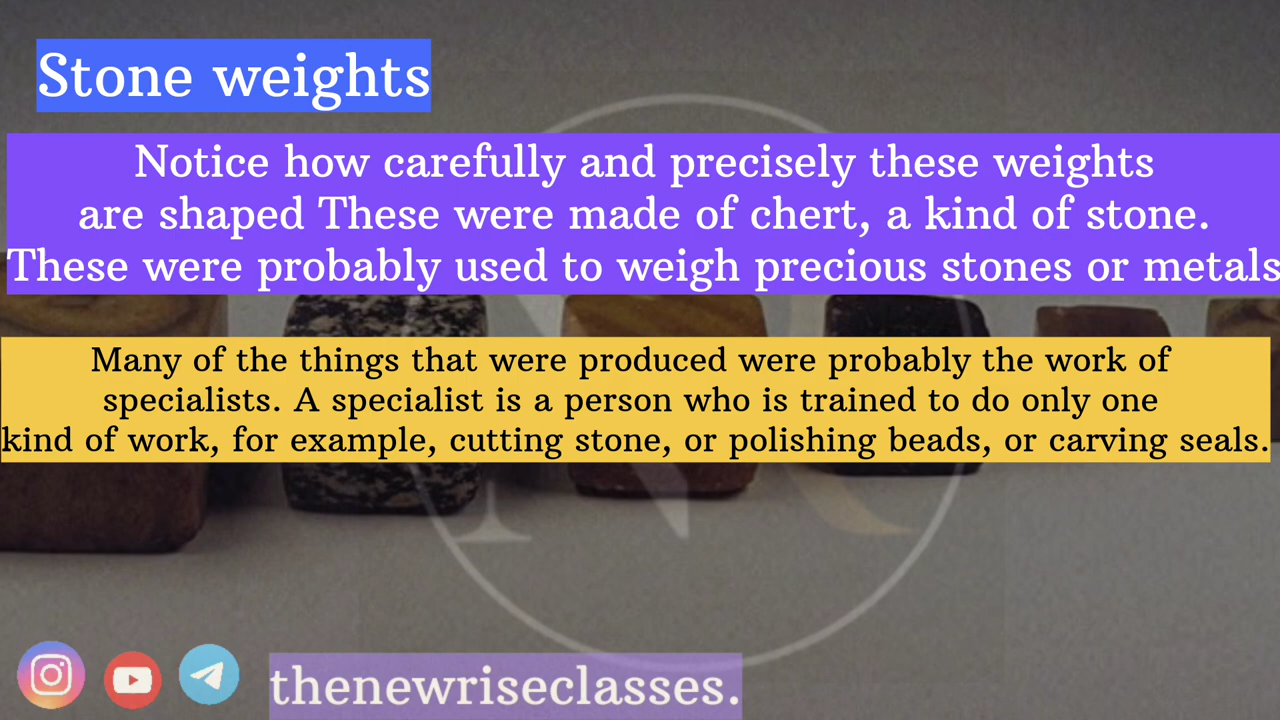 Stone weights
Notice how carefully and precisely these weights
are shaped These were made of chert, a kind of stone.
These were probably used to weigh precious stones or metals
Many of the things that were produced were probably the work of
specialists. A specialist is a person who is trained to do only one
kind of work, for example, cutting stone, or polishing beads, or carving seals.
NR
thenewriseclasses.